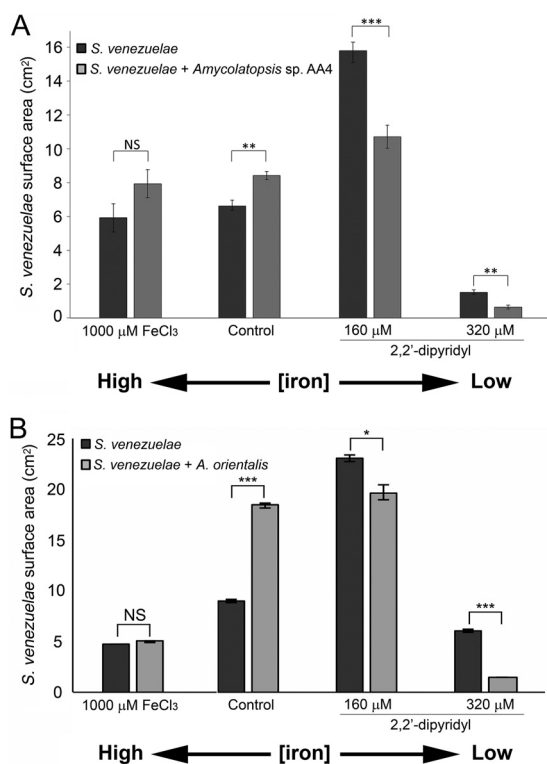 A
S. venezuelae surface area (cm²)
16
14
12
10
8
6
4
2
0
S. venezuelae
S. venezuelae + Amycolatopsis sp. AA4
NS
**
***
**
1000 µM FeCl₃
Control
160 µM
320 µM
2,2'-dipyridyl
High
[iron]
Low
B
S. venezuelae surface area (cm²)
25
20
15
10
5
0
S. venezuelae
S. venezuelae + A. orientalis
NS
***
*
***
1000 µM FeCl₃
Control
160 µM
320 µM
2,2'-dipyridyl
High
[iron]
Low